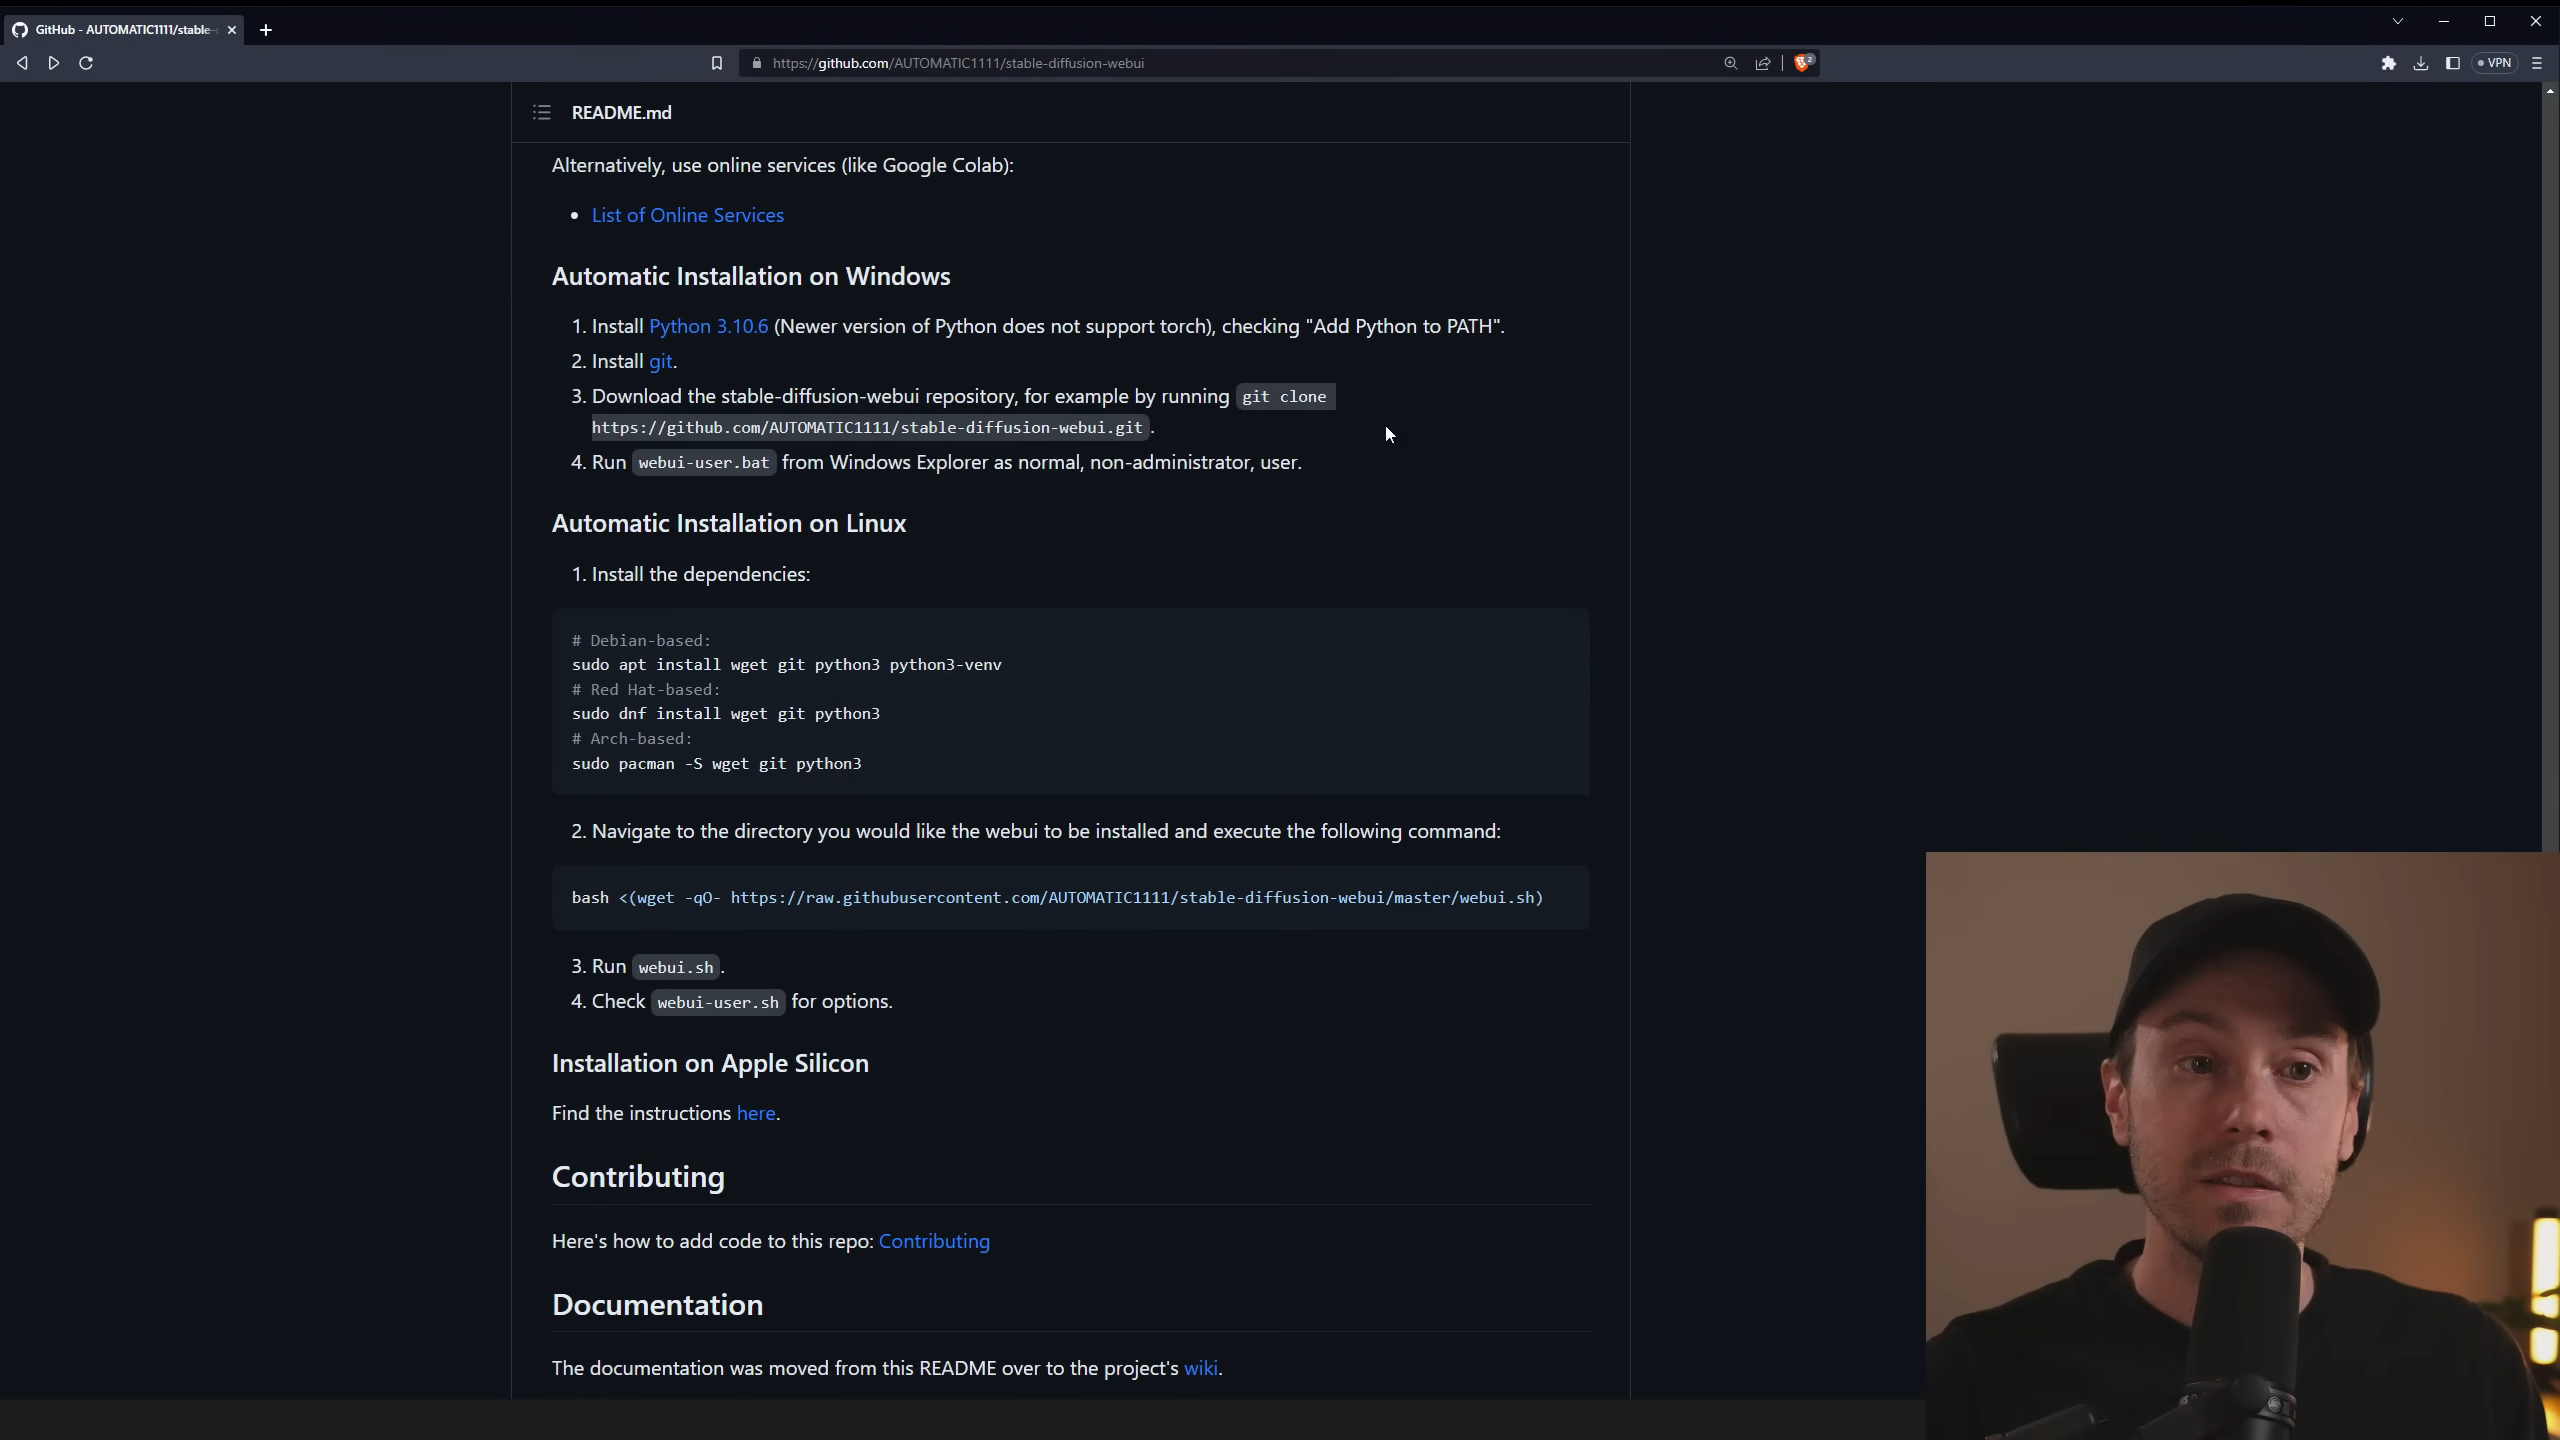 GitHub - AUTOMATIC1111/stable-
https://github.com/AUTOMATIC1111/stable-diffusion-webui
2
VPN
README.md
Alternatively, use online services (like Google Colab):
• List of Online Services
Automatic Installation on Windows
1. Install Python 3.10.6 (Newer version of Python does not support torch), checking "Add Python to PATH".
2. Install git.
3. Download the stable-diffusion-webui repository, for example by running git clone
https://github.com/AUTOMATIC1111/stable-diffusion-webui.git.
4. Run webui-user.bat from Windows Explorer as normal, non-administrator, user.
Automatic Installation on Linux
1. Install the dependencies:
# Debian-based:
sudo apt install wget git python3 python3-venv
# Red Hat-based:
sudo dnf install wget git python3
# Arch-based:
sudo pacman -S wget git python3
2. Navigate to the directory you would like the webui to be installed and execute the following command:
bash <(wget -qO- https://raw.githubusercontent.com/AUTOMATIC1111/stable-diffusion-webui/master/webui.sh)
3. Run webui.sh.
4. Check webui-user.sh for options.
Installation on Apple Silicon
Find the instructions here.
Contributing
Here's how to add code to this repo: Contributing
Documentation
The documentation was moved from this README over to the project's wiki.